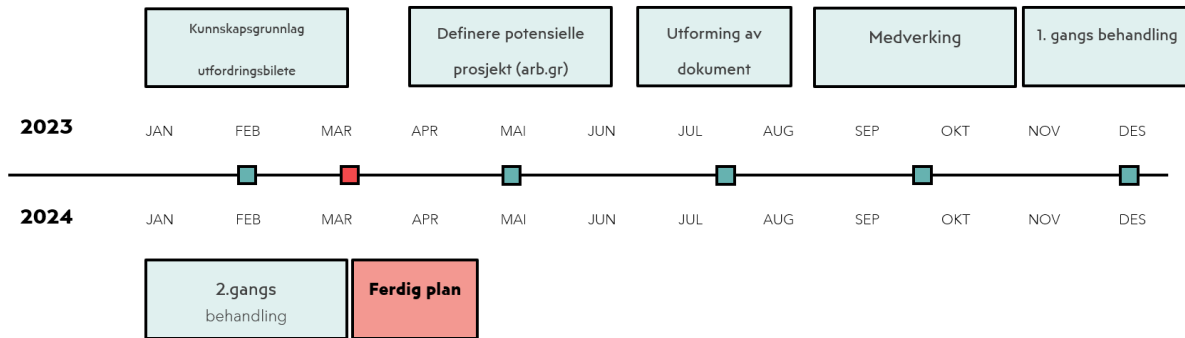 Kunnskapsgrunnlag
utfordringsbilete
Definere potensielle
prosjekt (arb.gr)
Utforming av
dokument
Medverking
1. gangs behandling
2023 JAN FEB MAR APR MAI JUN JUL AUG SEP OKT NOV DES
2024 JAN FEB MAR APR MAI JUN JUL AUG SEP OKT NOV DES
2.gangs
behandling
Ferdig plan